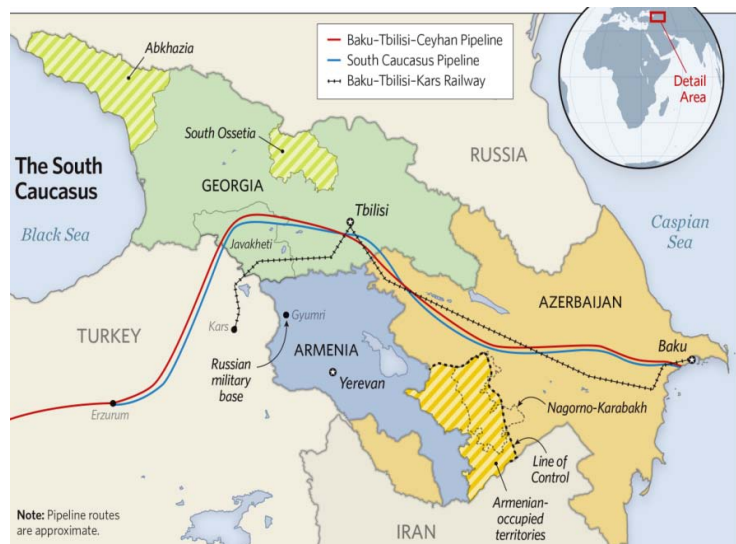 Abkhazia
Baku–Tbilisi–Ceyhan Pipeline
South Caucasus Pipeline
Baku–Tbilisi–Kars Railway
Detail
Area
South Ossetia
RUSSIA
The South
Caucasus
GEORGIA
Tbilisi
Black Sea
Caspian
Sea
Javakheti
AZERBAIJAN
TURKEY
Kars
Gyumri
ARMENIA
Baku
Russian
military
base
Yerevan
Nagorno-Karabakh
Erzurum
Line of
Control
Armenian-
occupied
territories
Note: Pipeline routes
are approximate.
IRAN